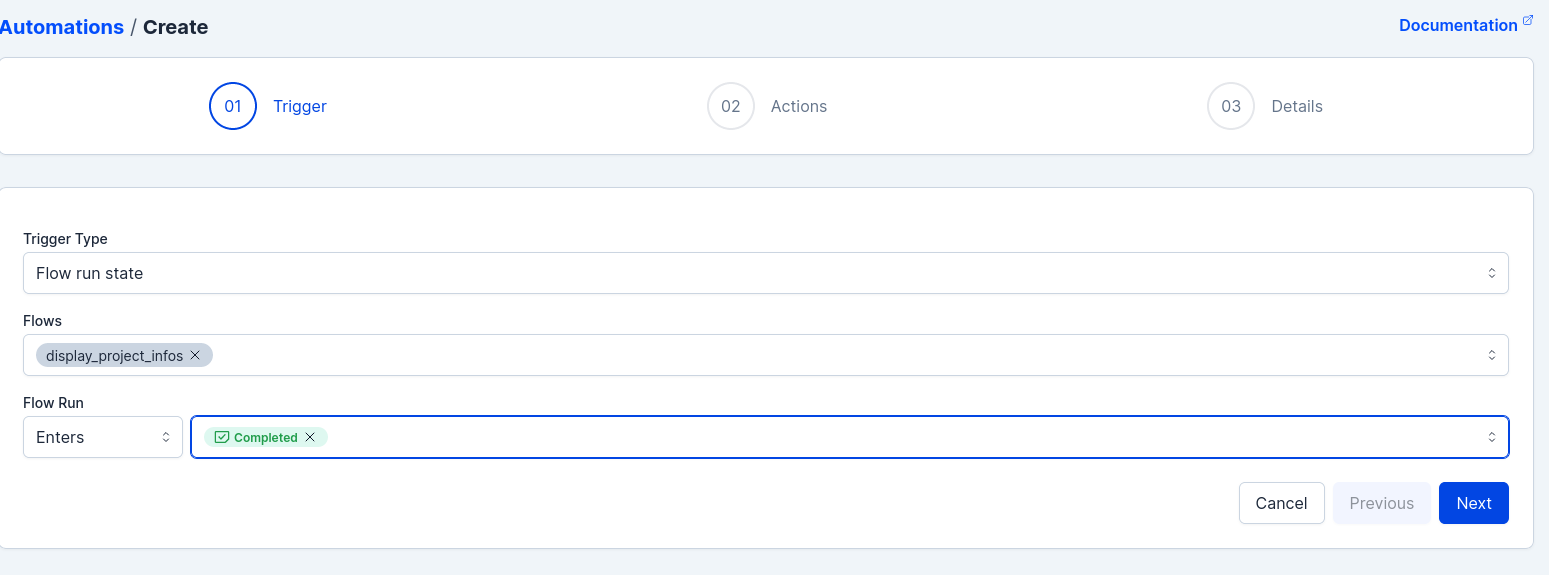 Automations / Create
Documentation
01 Trigger
02 Actions
03 Details
Trigger Type
Flow run state
Flows
display_project_infos
Flow Run
Enters
Completed
Cancel Previous Next